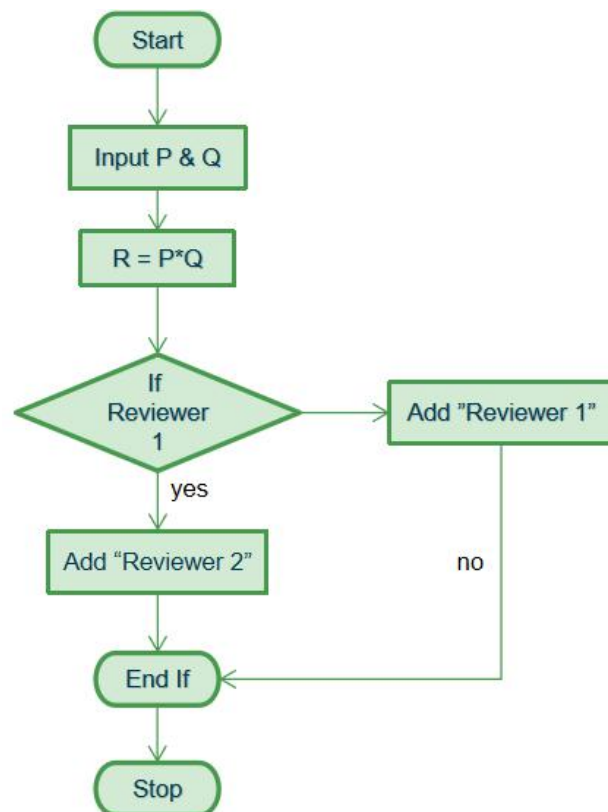 Start
Input P & Q
R = P*Q
If
Reviewer
1
Add ”Reviewer 1”
yes
Add “Reviewer 2”
no
End If
Stop